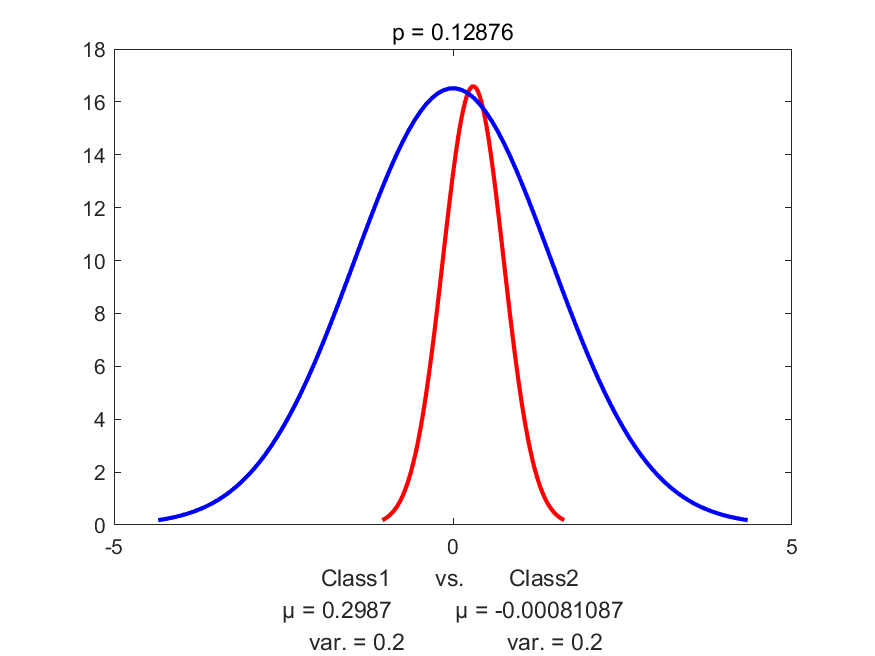 p = 0.12876
18
16
14
12
10
8
6
4
2
0
-5 0 5
Class1 vs. Class2
μ = 0.2987 μ = -0.00081087
var. = 0.2 var. = 0.2